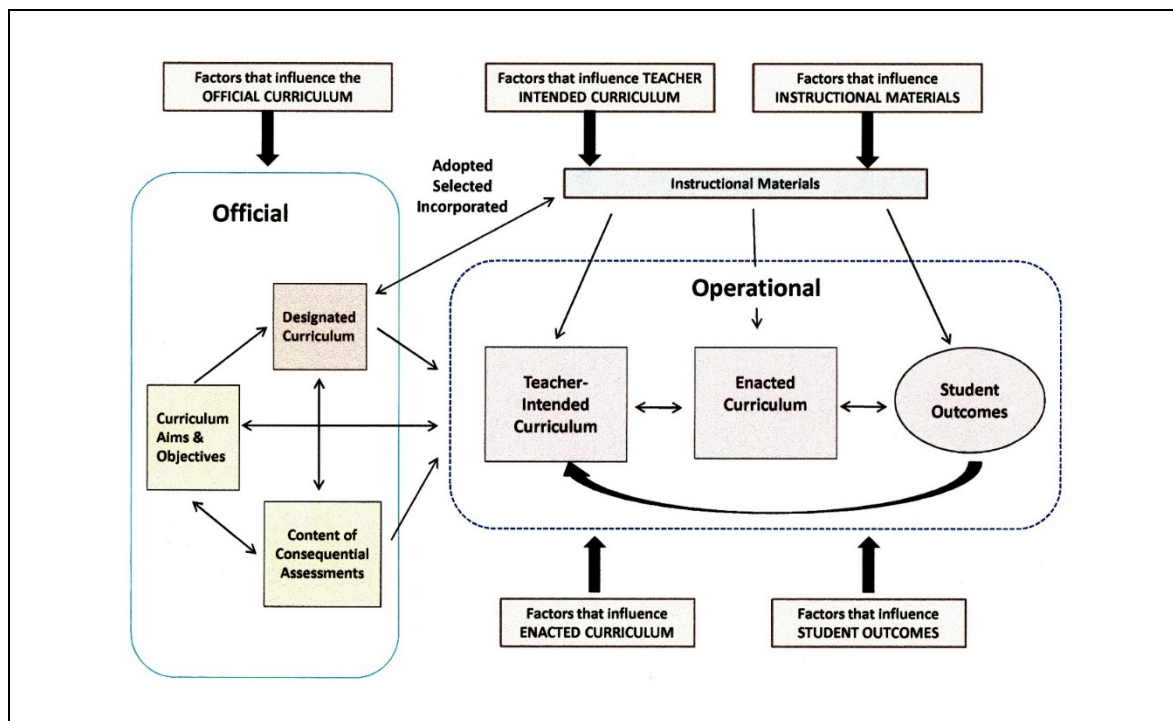 Factors that influence the
OFFICIAL CURRICULUM
Factors that influence TEACHER
INTENDED CURRICULUM
Factors that influence
INSTRUCTIONAL MATERIALS
Adopted
Selected
Incorporated
Instructional Materials
Official
Operational
Designated
Curriculum
Teacher-
Intended
Curriculum
Enacted
Curriculum
Student
Outcomes
Curriculum
Aims &
Objectives
Content of
Consequential
Assessments
Factors that influence
ENACTED CURRICULUM
Factors that influence
STUDENT OUTCOMES